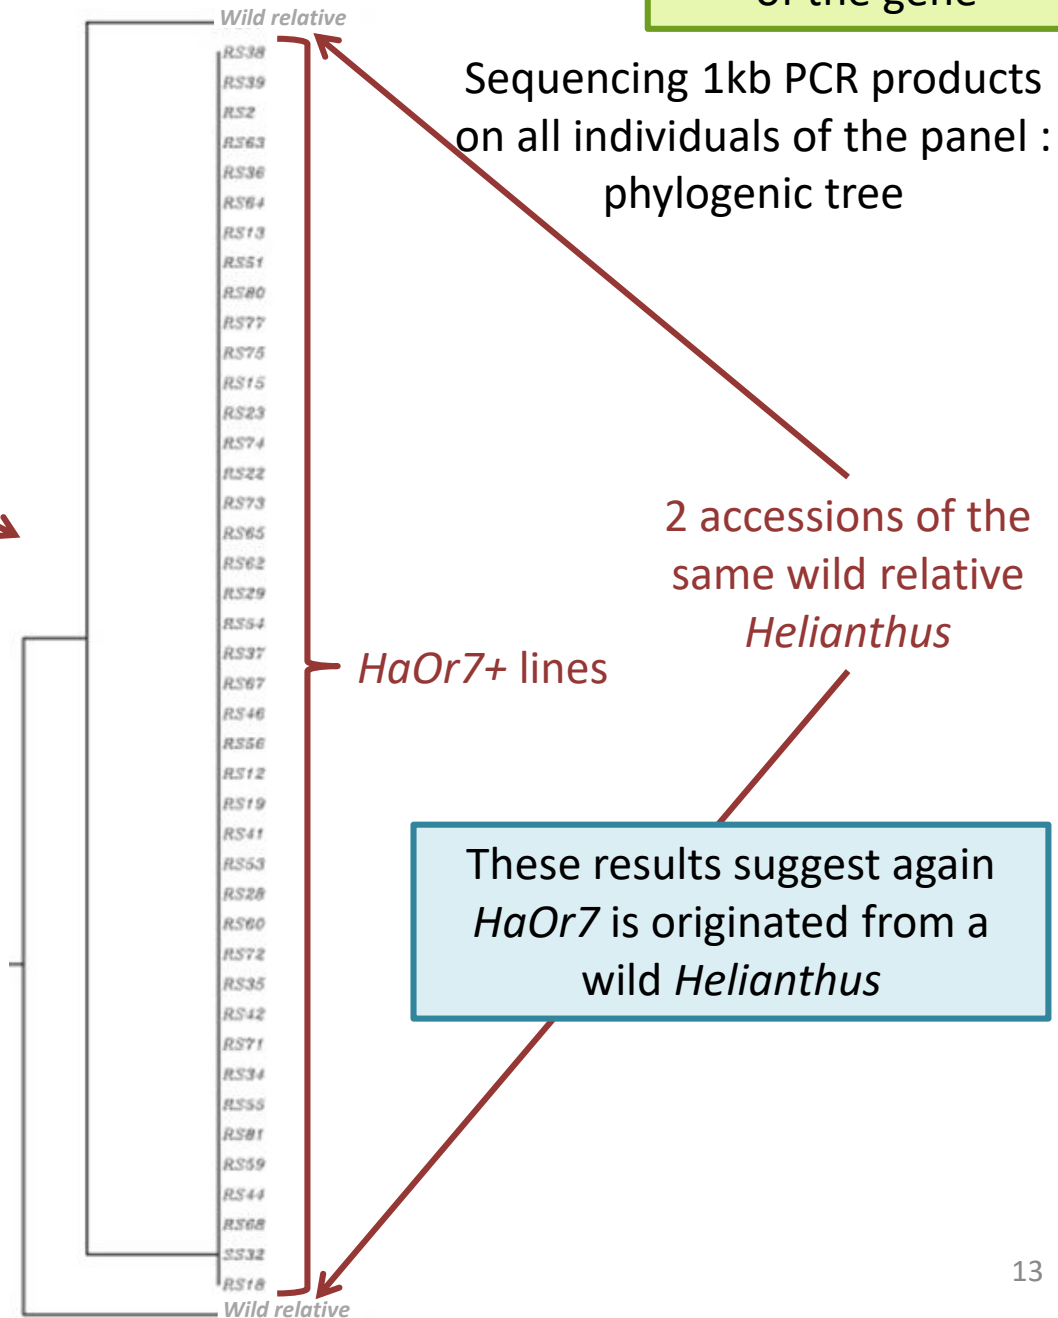 of the gene
Sequencing 1kb PCR products
on all individuals of the panel :
phylogenic tree
Wild relative
RS38
RS39
RS2
RS63
RS36
RS64
RS13
RS51
RS80
RS77
RS75
RS15
RS23
RS74
RS22
RS73
RS65
RS62
RS29
RS54
RS37
RS67
RS46
RS56
RS12
RS19
RS41
RS53
RS28
RS60
RS72
RS35
RS42
RS71
RS34
RS55
RS81
RS59
RS44
RS68
SS32
RS18
Wild relative
HaOr7+ lines
2 accessions of the
same wild relative
Helianthus
These results suggest again
HaOr7 is originated from a
wild Helianthus
13